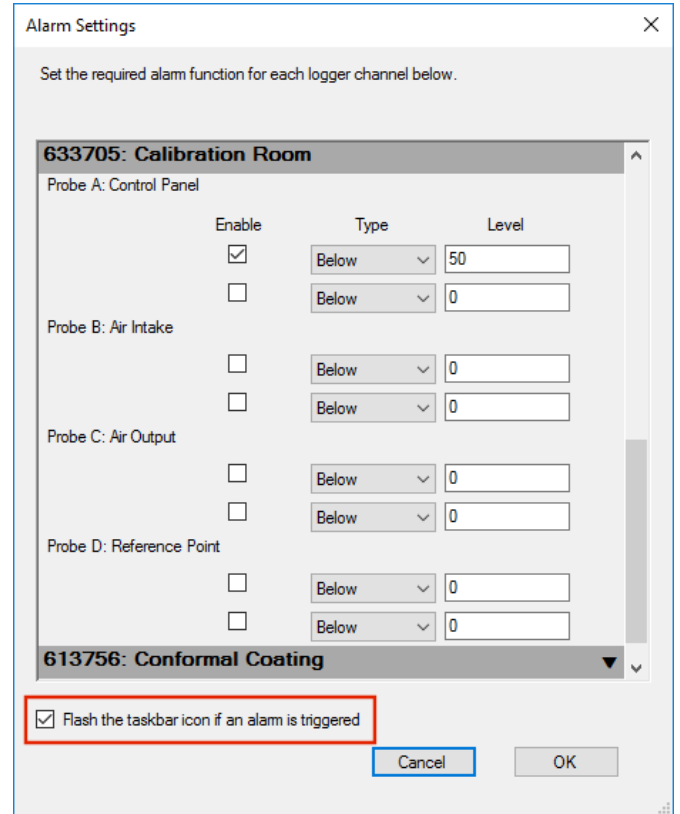 Alarm Settings
Set the required alarm function for each logger channel below.
633705: Calibration Room
Probe A: Control Panel
Enable Type Level
Below 50
Below 0
Probe B: Air Intake
Below 0
Below 0
Probe C: Air Output
Below 0
Below 0
Probe D: Reference Point
Below 0
Below 0
613756: Conformal Coating
Flash the taskbar icon if an alarm is triggered
Cancel OK